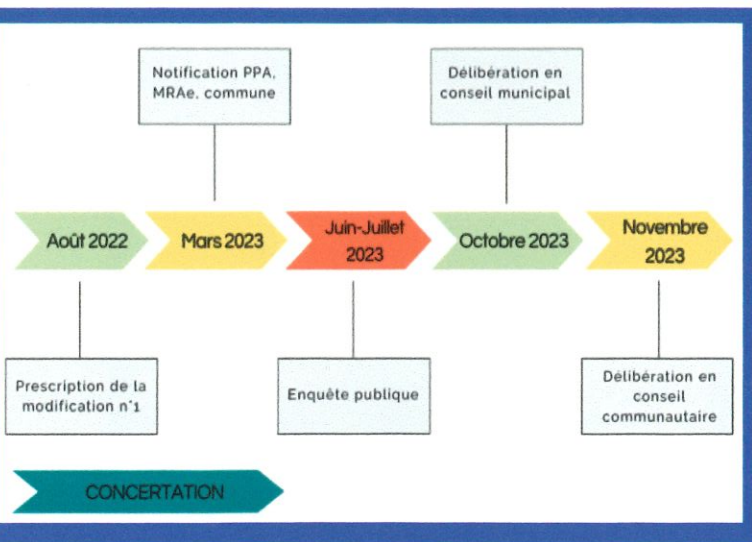 Notification PPA,
MRAe, commune
Délibération en
conseil municipal
Août 2022
Mars 2023
Juin-Juillet
2023
Octobre 2023
Novembre
2023
Prescription de la
modification n°1
Enquête publique
Délibération en
conseil
communautaire
CONCERTATION